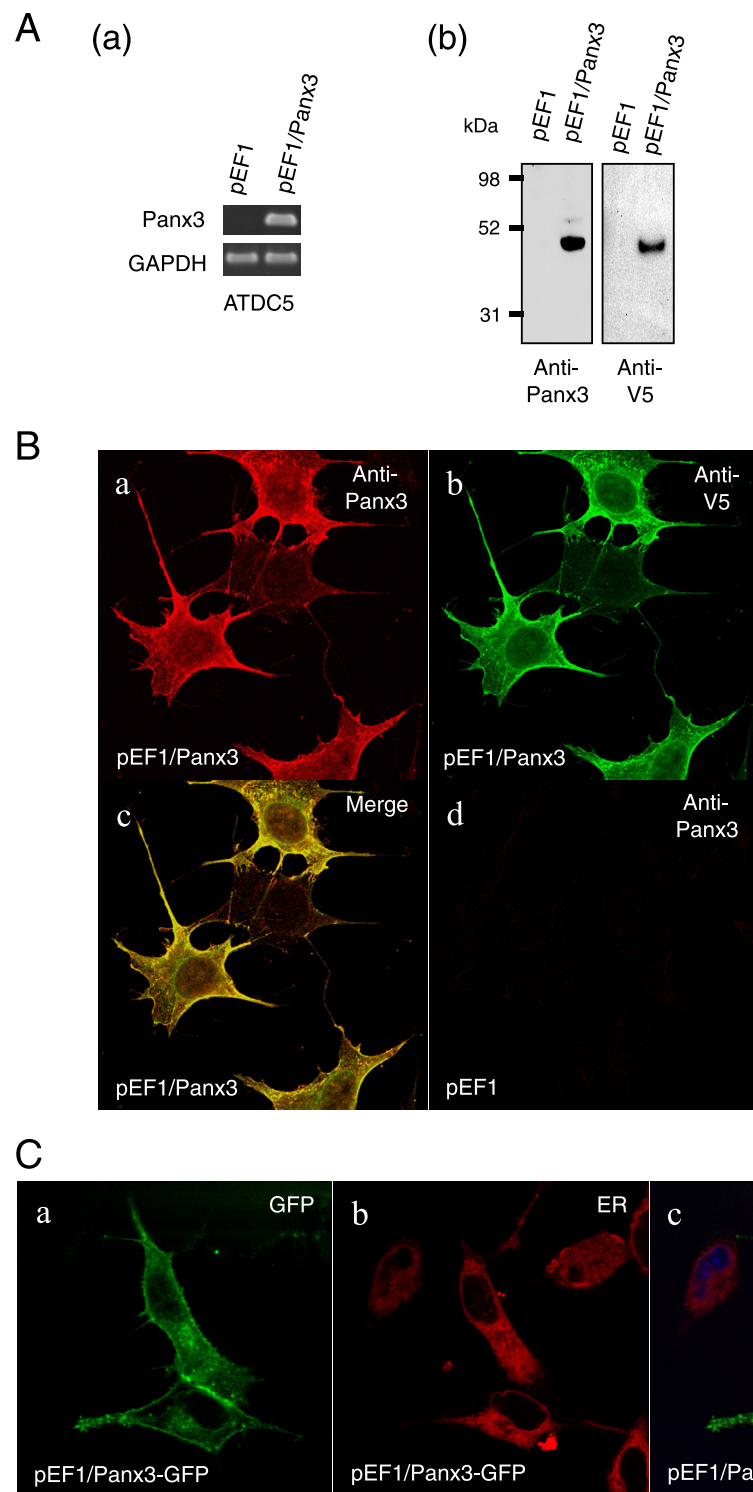 A
(a)
(b)
pEF1
pEF1/Panx3
Panx3
GAPDH
ATDC5
kDa
pEF1
pEF1/Panx3
pEF1
pEF1/Panx3
98
52
31
Anti-
Panx3
Anti-
V5
B
a
Anti-
Panx3
pEF1/Panx3
b
Anti-
V5
pEF1/Panx3
c
Merge
pEF1/Panx3
d
Anti-
Panx3
pEF1
C
a
GFP
pEF1/Panx3-GFP
b
ER
pEF1/Panx3-GFP
c
pEF1/Pa